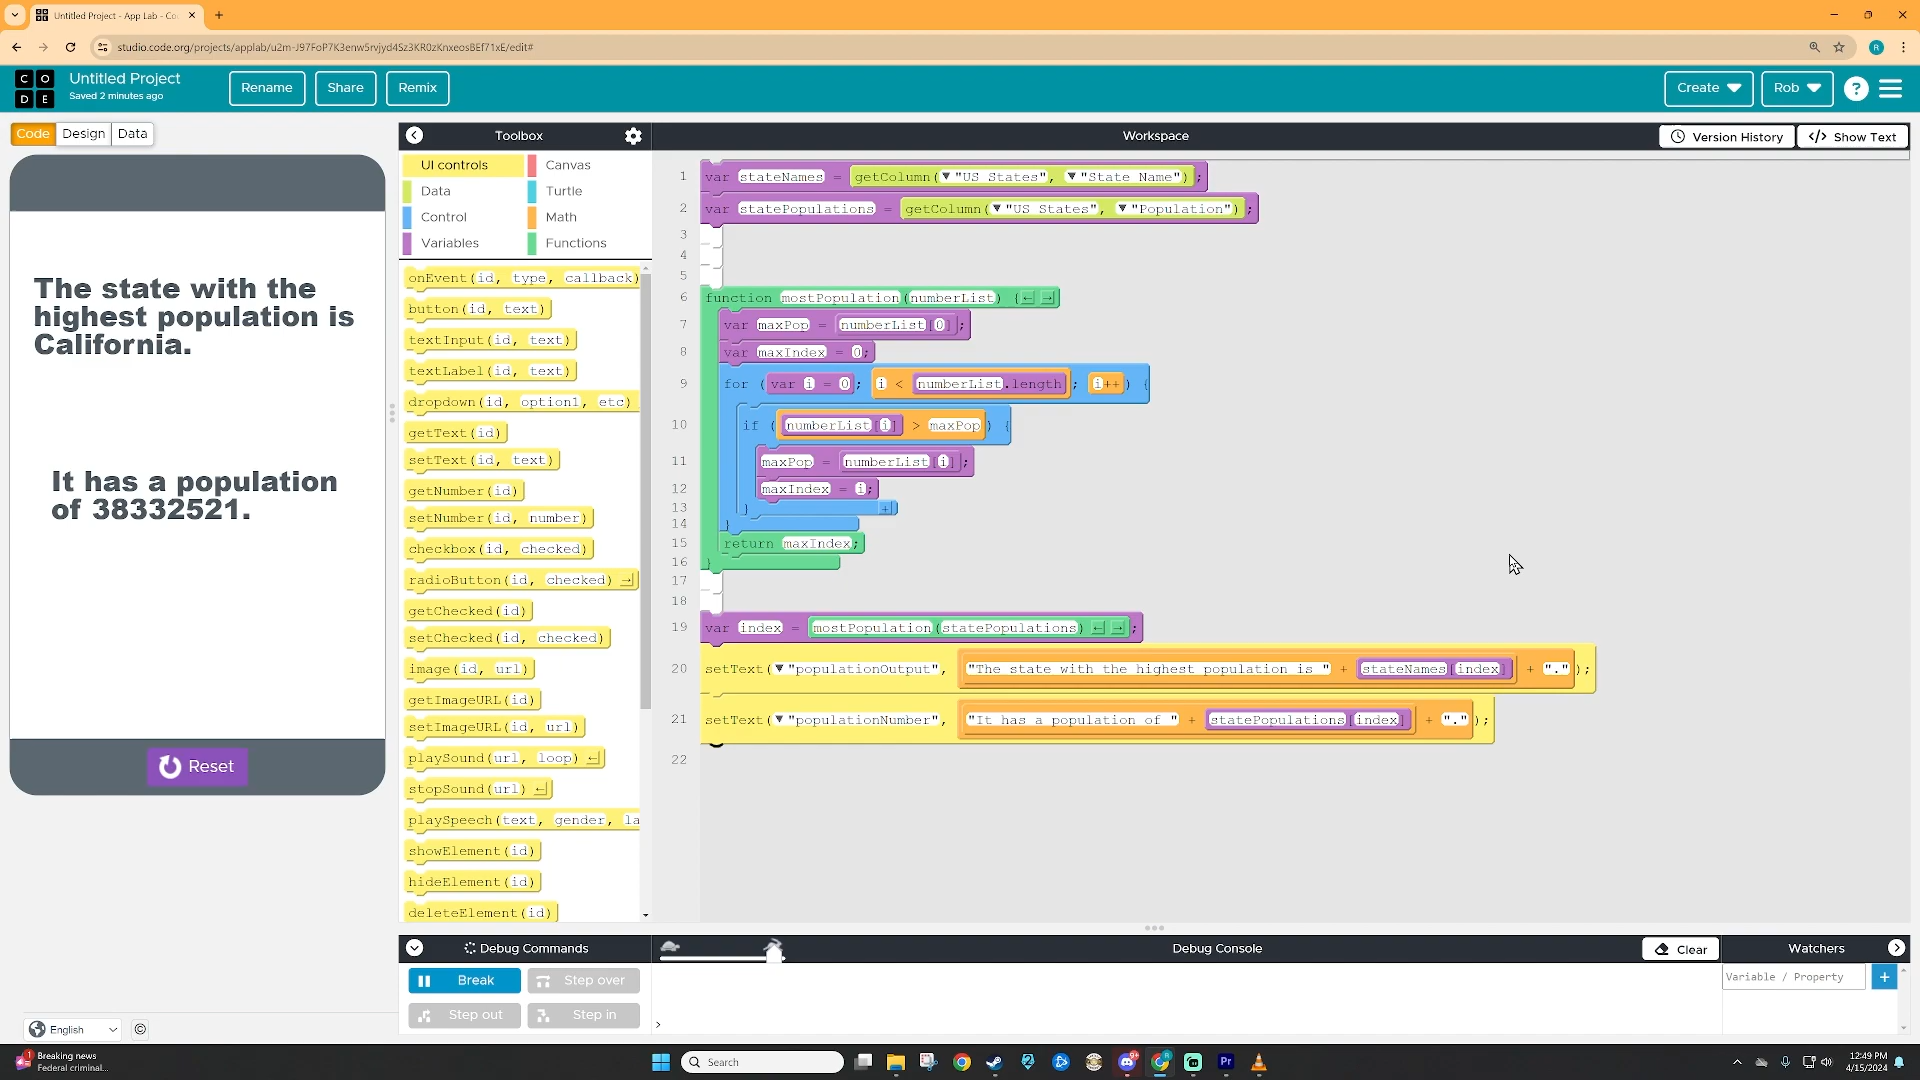 Untitled Project - App Lab - Co
studio.code.org/projects/applab/u2m-J97FoP7K3enw5rvjyd4Sz3KR0zKnxeosBEf71xE/edit#
R
C O
D E
Untitled Project
Saved 2 minutes ago
Rename
Share
Remix
Create
Rob
?
Code
Design
Data
Toolbox
Workspace
Version History
</> Show Text
The state with the
highest population is
California.
It has a population
of 38332521.
Reset
UI controls
Canvas
Data
Turtle
Control
Math
Variables
Functions
onEvent(id, type, callback)
button(id, text)
textInput(id, text)
textLabel(id, text)
dropdown(id, option1, etc)
getText(id)
setText(id, text)
getNumber(id)
setNumber(id, number)
checkbox(id, checked)
radioButton(id, checked)
getChecked(id)
setChecked(id, checked)
image(id, url)
getImageURL(id)
setImageURL(id, url)
playSound(url, loop)
stopSound(url)
playSpeech(text, gender, la
showElement(id)
hideElement(id)
deleteElement(id)
1 var stateNames = getColumn(▼"US States", ▼"State Name");
2 var statePopulations = getColumn(▼"US States", ▼"Population");
3
4
5
6 function mostPopulation(numberList) {
7 var maxPop = numberList[0];
8 var maxIndex = 0;
9 for (var i = 0; i < numberList.length; i++) {
10 if (numberList[i] > maxPop) {
11 maxPop = numberList[i];
12 maxIndex = i;
13 }
14 }
15 return maxIndex;
16 }
17
18
19 var index = mostPopulation(statePopulations);
20 setText(▼"populationOutput", "The state with the highest population is " + stateNames[index] + ".");
21 setText(▼"populationNumber", "It has a population of " + statePopulations[index] + ".");
22
Debug Commands
Debug Console
Clear
Watchers
Break
Step over
Step out
Step in
Variable / Property
+
>
English
©
1
Breaking news
Federal criminal...
Search
Pr
12:49 PM
4/15/2024